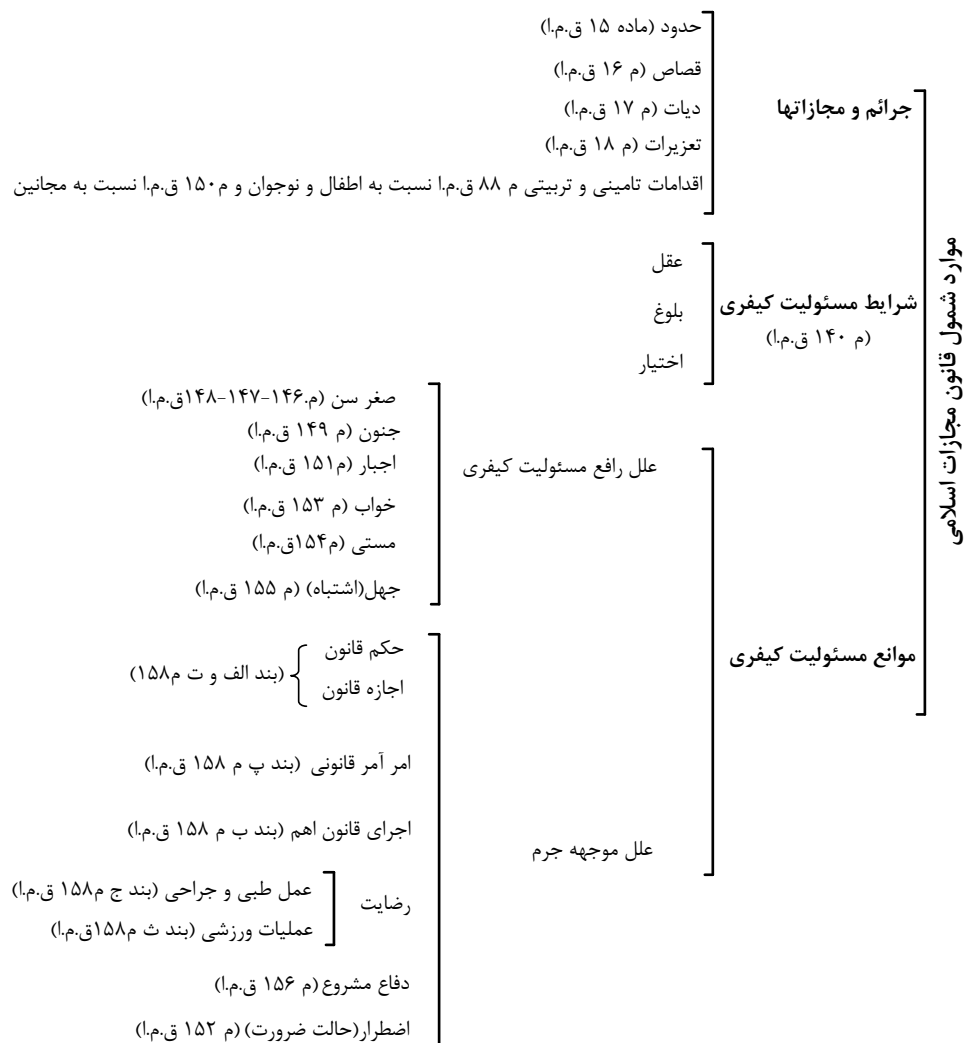 موارد شمول قانون مجازات اسلامی
جرائم و مجازاتها
حدود (ماده ۱۵ ق.م.ا)
قصاص (م ۱۶ ق.م.ا)
دیات (م ۱۷ ق.م.ا)
تعزیرات (م ۱۸ ق.م.ا)
اقدامات تامینی و تربیتی م ۸۸ ق.م.ا نسبت به اطفال و نوجوان و م۱۵۰ ق.م.ا نسبت به مجانین
شرایط مسئولیت کیفری
(م ۱۴۰ ق.م.ا)
عقل
بلوغ
اختیار
موانع مسئولیت کیفری
علل رافع مسئولیت کیفری
صغر سن (م.۱۴۶-۱۴۷-۱۴۸ق.م.ا)
جنون (م ۱۴۹ ق.م.ا)
اجبار (م۱۵۱ ق.م.ا)
خواب (م ۱۵۳ ق.م.ا)
مستی (م۱۵۴ق.م.ا)
جهل(اشتباه) (م ۱۵۵ ق.م.ا)
علل موجهه جرم
حکم قانون
اجازه قانون
(بند الف و ت م۱۵۸)
امر آمر قانونی (بند پ م ۱۵۸ ق.م.ا)
اجرای قانون اهم (بند ب م ۱۵۸ ق.م.ا)
رضایت
عمل طبی و جراحی (بند ج م۱۵۸ ق.م.ا)
عملیات ورزشی (بند ث م۱۵۸ق.م.ا)
دفاع مشروع (م ۱۵۶ ق.م.ا)
اضطرار(حالت ضرورت) (م ۱۵۲ ق.م.ا)